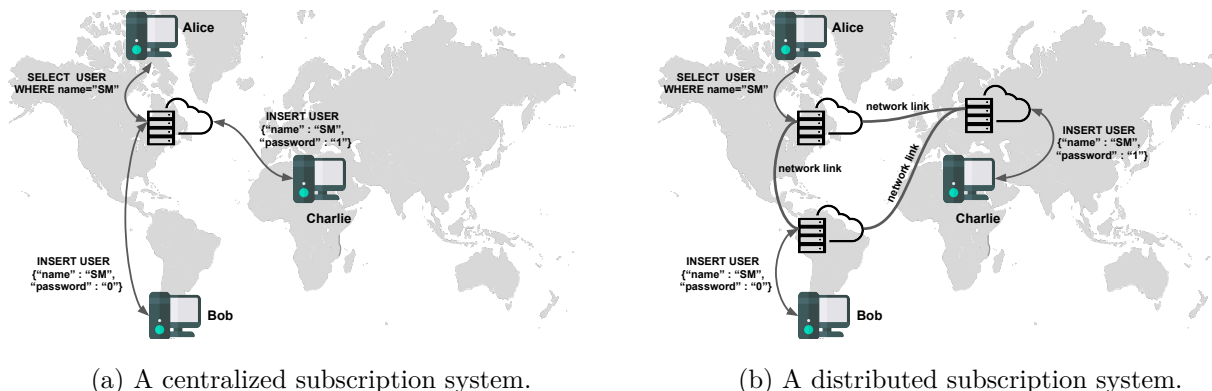 Alice
SELECT USER
WHERE name=”SM”
INSERT USER
{“name” : “SM”,
“password” : “1”}
Charlie
INSERT USER
{“name” : “SM”,
“password” : “0”}
Bob
(a) A centralized subscription system.
Alice
SELECT USER
WHERE name=”SM”
network link
INSERT USER
{“name” : “SM”,
“password” : “1”}
network link
network link
Charlie
INSERT USER
{“name” : “SM”,
“password” : “0”}
Bob
(b) A distributed subscription system.